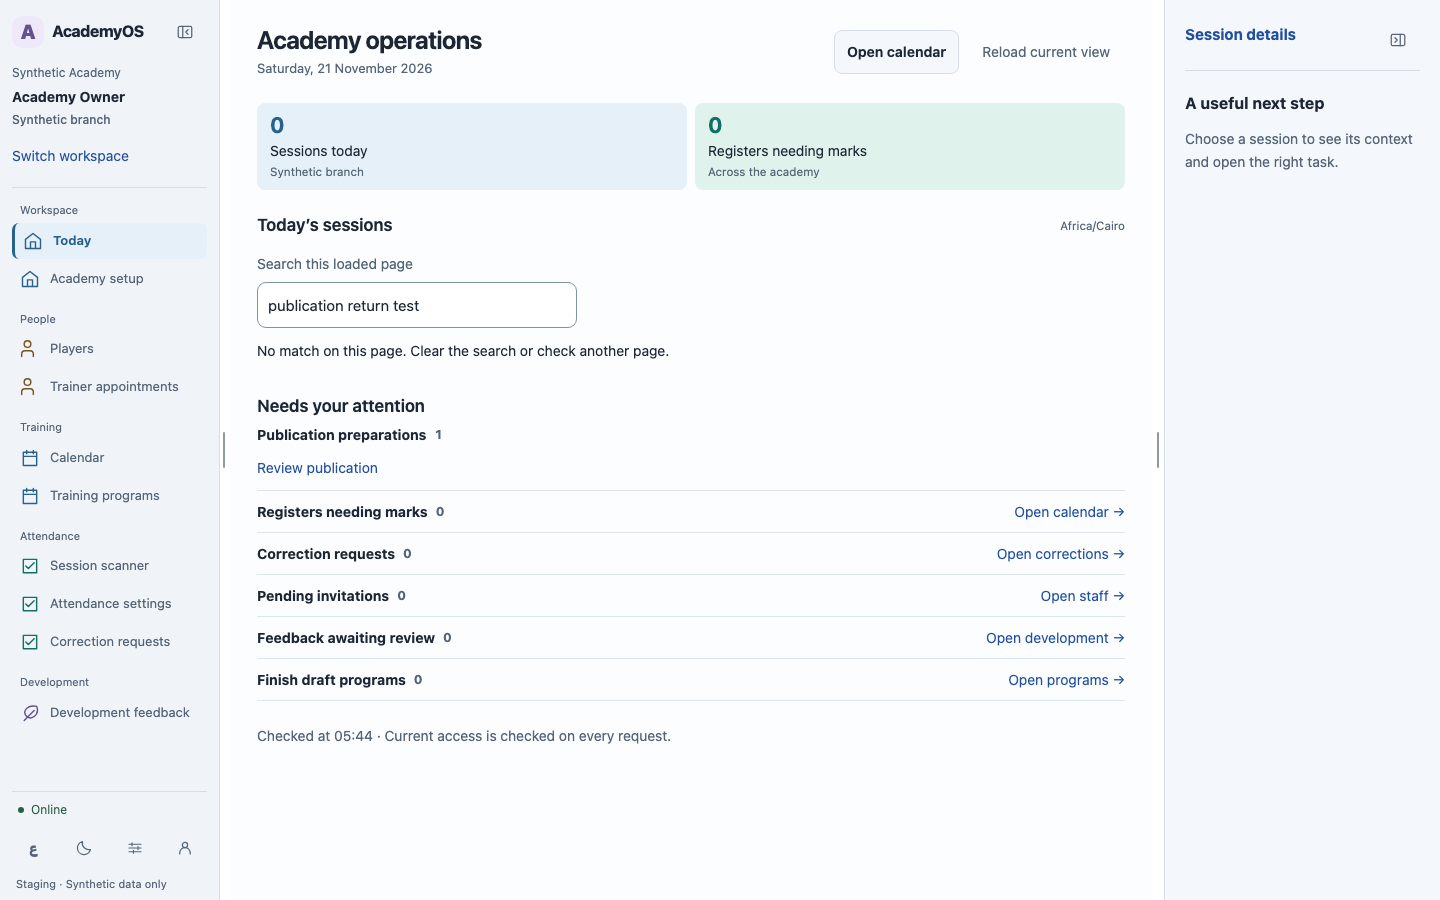 A AcademyOS
Synthetic Academy
Academy Owner
Synthetic branch
Switch workspace
Workspace
Today
Academy setup
People
Players
Trainer appointments
Training
Calendar
Training programs
Attendance
Session scanner
Attendance settings
Correction requests
Development
Development feedback
Online
ع
Staging · Synthetic data only
Academy operations
Saturday, 21 November 2026
Open calendar
Reload current view
0
Sessions today
Synthetic branch
0
Registers needing marks
Across the academy
Today’s sessions
Africa/Cairo
Search this loaded page
publication return test
No match on this page. Clear the search or check another page.
Needs your attention
Publication preparations 1
Review publication
Registers needing marks 0
Open calendar →
Correction requests 0
Open corrections →
Pending invitations 0
Open staff →
Feedback awaiting review 0
Open development →
Finish draft programs 0
Open programs →
Checked at 05:44 · Current access is checked on every request.
Session details
A useful next step
Choose a session to see its context
and open the right task.